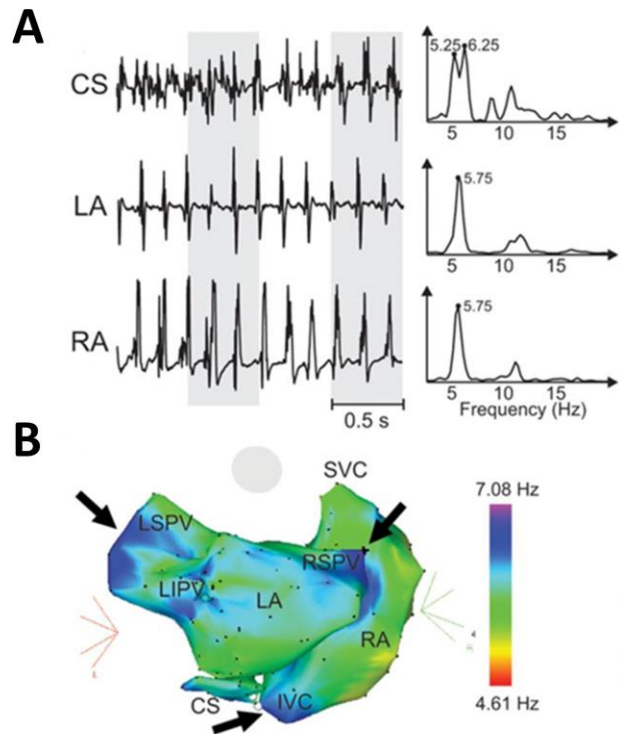 A
CS
5.25
6.25
5 10 15
LA
5.75
5 10 15
RA
5.75
5 10 15
0.5 s
Frequency (Hz)
B
SVC
7.08 Hz
LSPV
RSPV
LIPV
LA
RA
4
R
L
CS
IVC
4.61 Hz